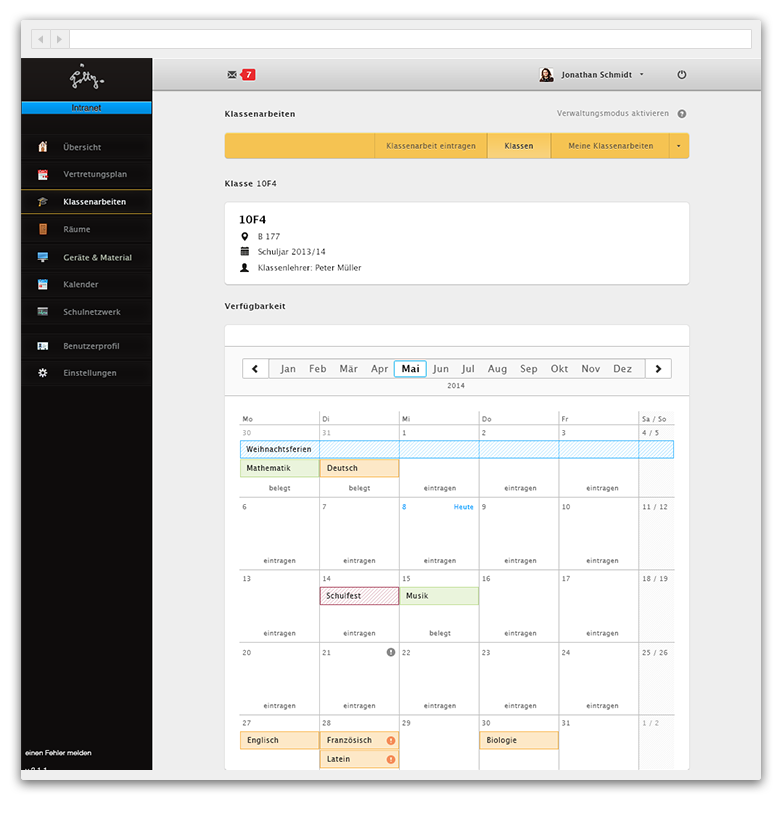 7
Jonathan Schmidt
Intranet
Übersicht
Vertretungsplan
Klassenarbeiten
Räume
Geräte & Material
Kalender
Schulnetzwerk
Benutzerprofil
Einstellungen
einen Fehler melden
Klassenarbeiten
Verwaltungsmodus aktivieren ?
Klassenarbeit eintragen Klassen Meine Klassenarbeiten
Klasse 10F4
10F4
B 177
Schuljar 2013/14
Klassenlehrer: Peter Müller
Verfügbarkeit
Jan Feb Mär Apr Mai Jun Jul Aug Sep Okt Nov Dez
2014
Mo Di Mi Do Fr Sa / So
30 31 1 2 3 4 / 5
Weihnachtsferien
Mathematik Deutsch
belegt belegt eintragen eintragen eintragen
6 7 8 Heute 9 10 11 / 12
eintragen eintragen eintragen eintragen eintragen
13 14 15 16 17 18 / 19
Schulfest Musik
eintragen eintragen belegt eintragen eintragen
20 21 22 23 24 25 / 26
eintragen eintragen eintragen eintragen eintragen
27 28 29 30 31 1 / 2
Englisch Französisch Biologie
Latein